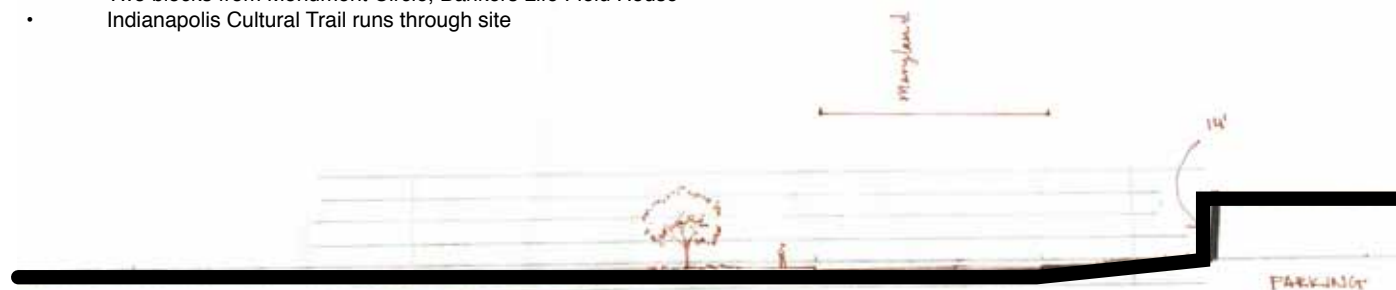 Two blocks from Monument Circle, Bankers Life Field House
• Indianapolis Cultural Trail runs through site
Maryland
14'
PARKING